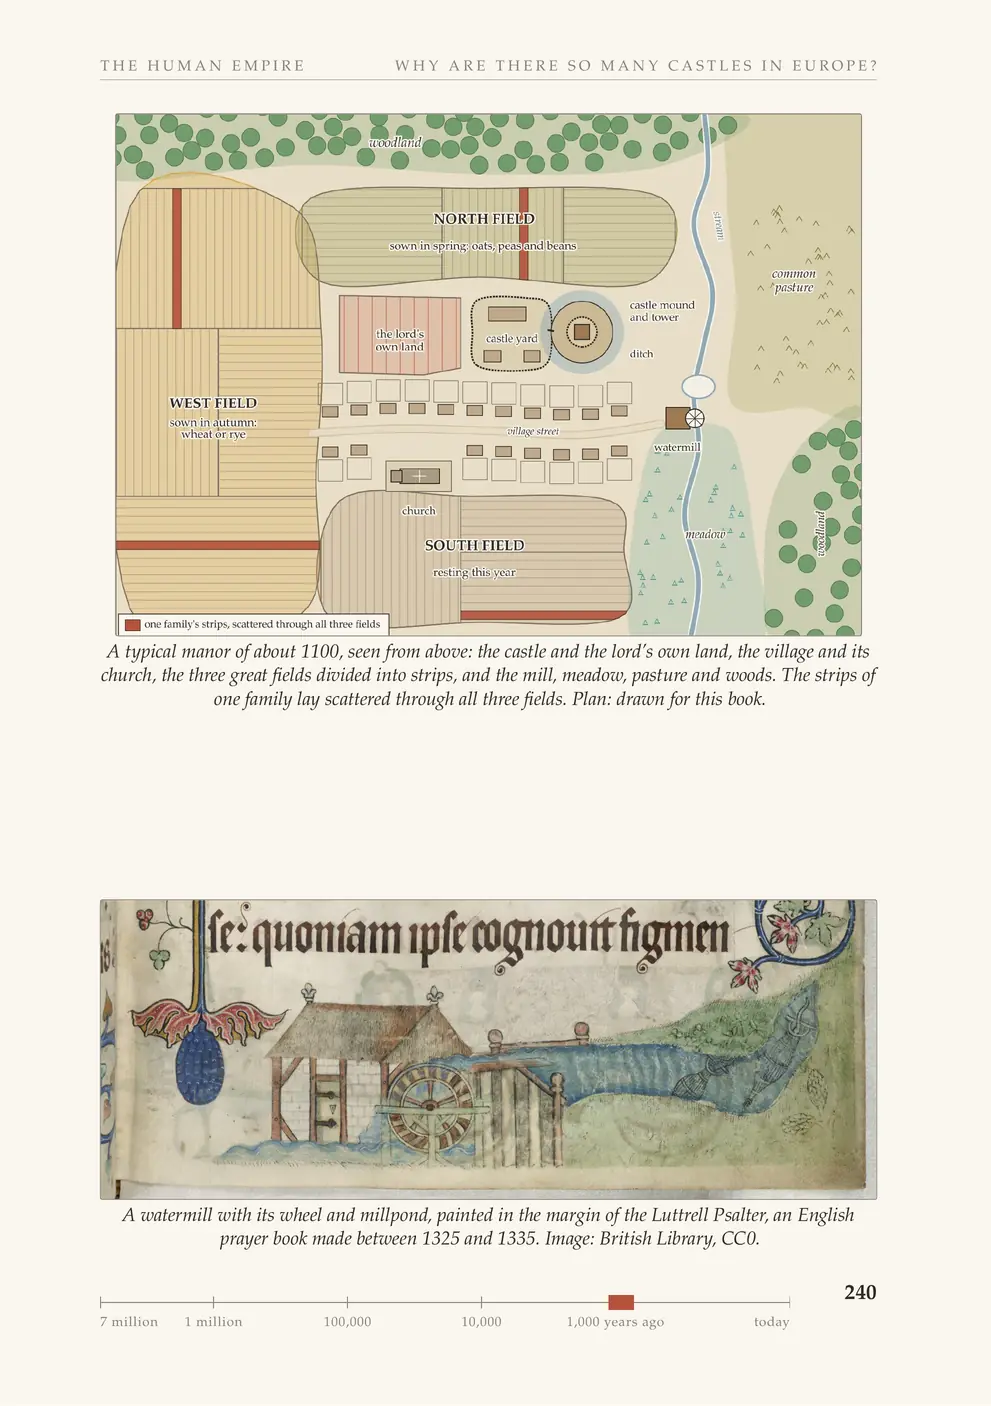 THE HUMAN EMPIRE
WHY ARE THERE SO MANY CASTLES IN EUROPE?
woodland
stream
NORTH FIELD
sown in spring: oats, peas and beans
common
pasture
castle mound
and tower
the lord's
own land
castle yard
ditch
WEST FIELD
sown in autumn:
wheat or rye
village street
watermill
church
meadow
woodland
SOUTH FIELD
resting this year
one family's strips, scattered through all three fields
A typical manor of about 1100, seen from above: the castle and the lord's own land, the village and its
church, the three great fields divided into strips, and the mill, meadow, pasture and woods. The strips of
one family lay scattered through all three fields. Plan: drawn for this book.
se: quoniam ipse cognouit figmen
A watermill with its wheel and millpond, painted in the margin of the Luttrell Psalter, an English
prayer book made between 1325 and 1335. Image: British Library, CC0.
240
7 million
1 million
100,000
10,000
1,000 years ago
today